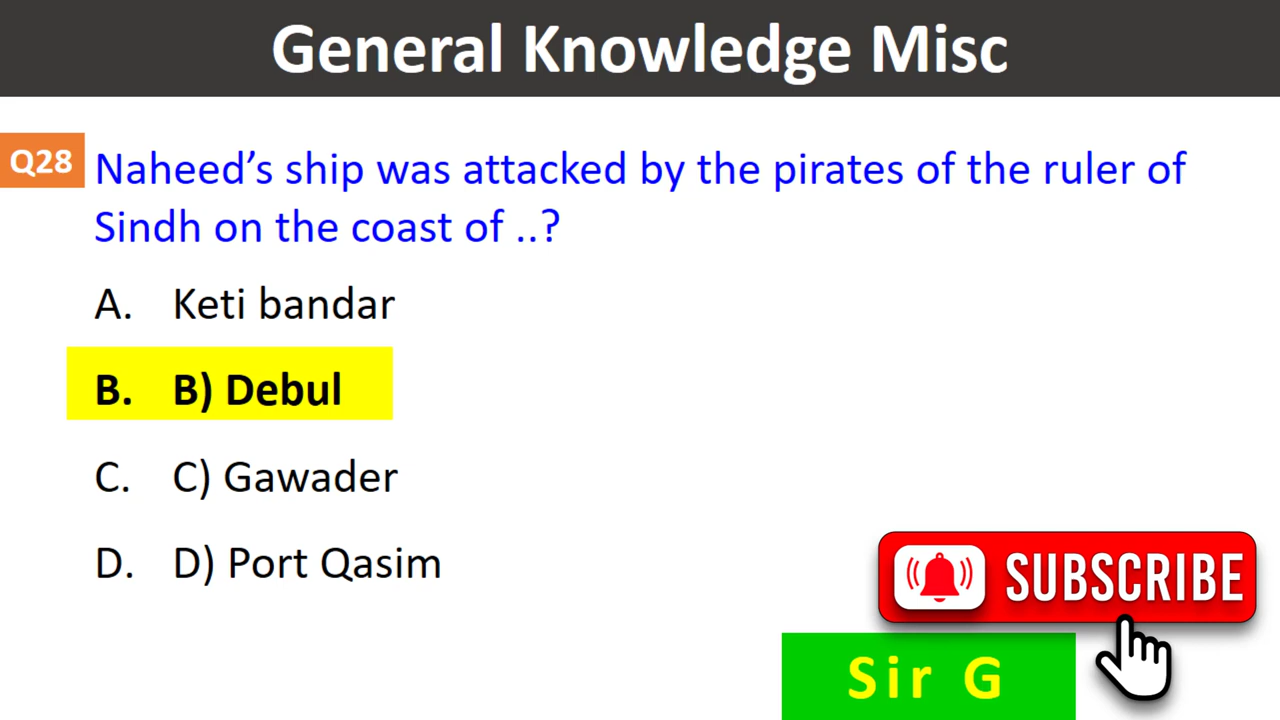 General Knowledge Misc
Q28 Naheed’s ship was attacked by the pirates of the ruler of
Sindh on the coast of ..?
A. Keti bandar
B. B) Debul
C. C) Gawader
D. D) Port Qasim
SUBSCRIBE
Sir G